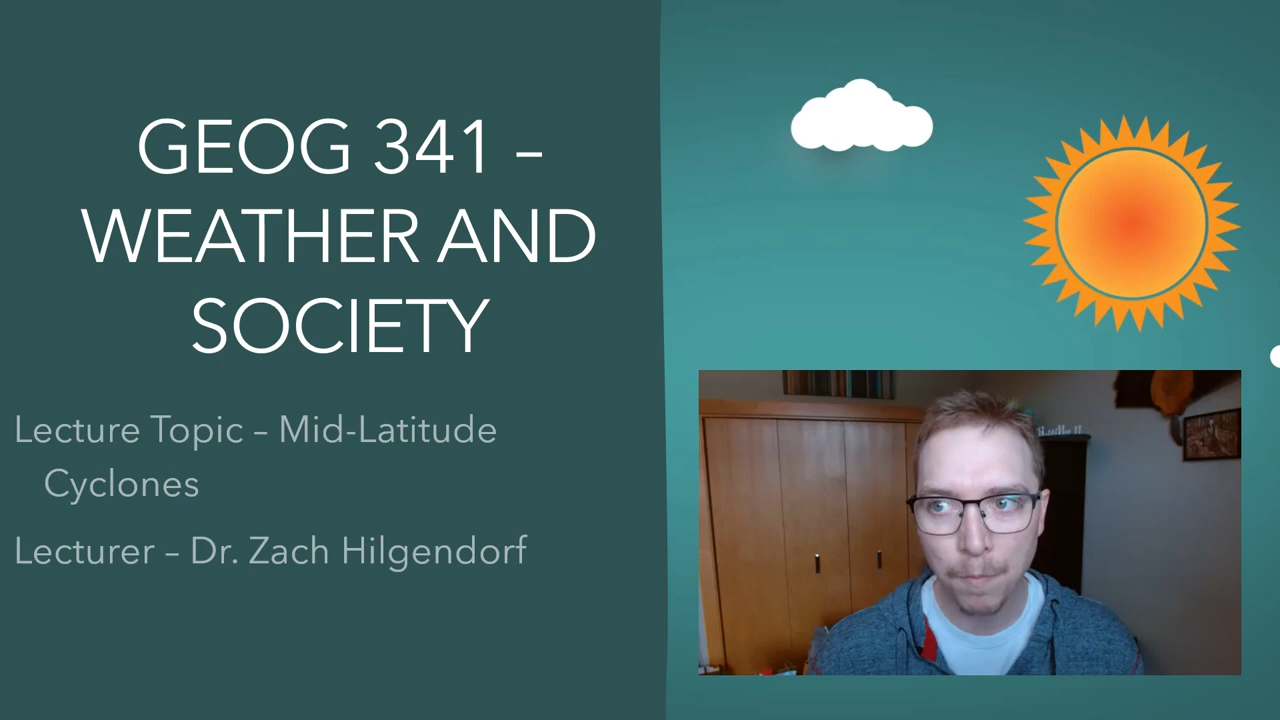 GEOG 341 –
WEATHER AND
SOCIETY
Lecture Topic – Mid-Latitude
Cyclones
Lecturer – Dr. Zach Hilgendorf